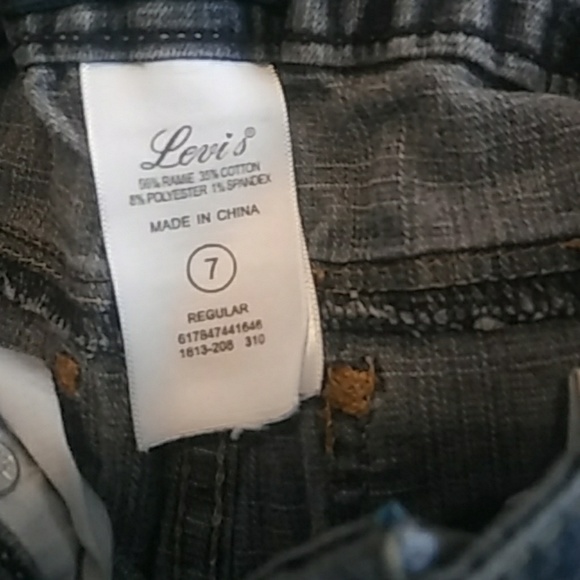 Levi's®
56% RAMIE 35% COTTON
8% POLYESTER 1% SPANDEX
MADE IN CHINA
7
REGULAR
617847441646
1813-208 310